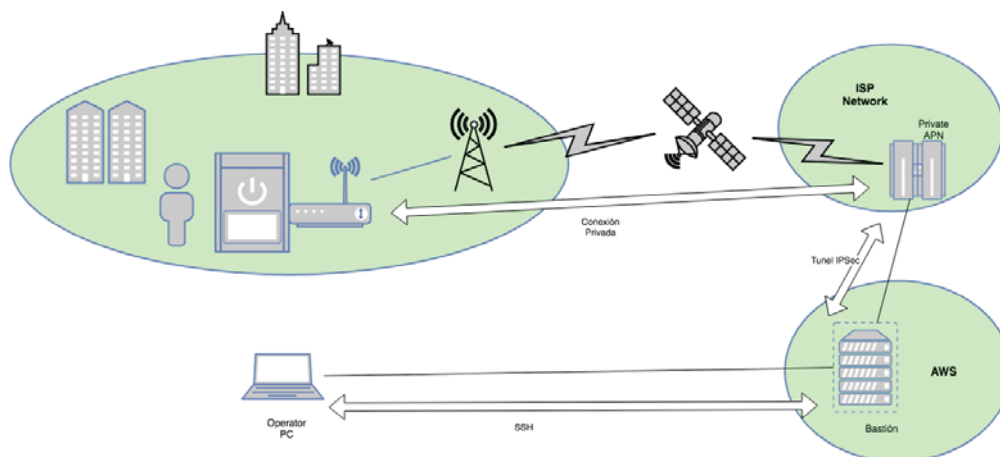 ISP
Network
Private
APN
Conexión
Privada
Tunel IPSec
AWS
Operator
PC
SSH
Bastión